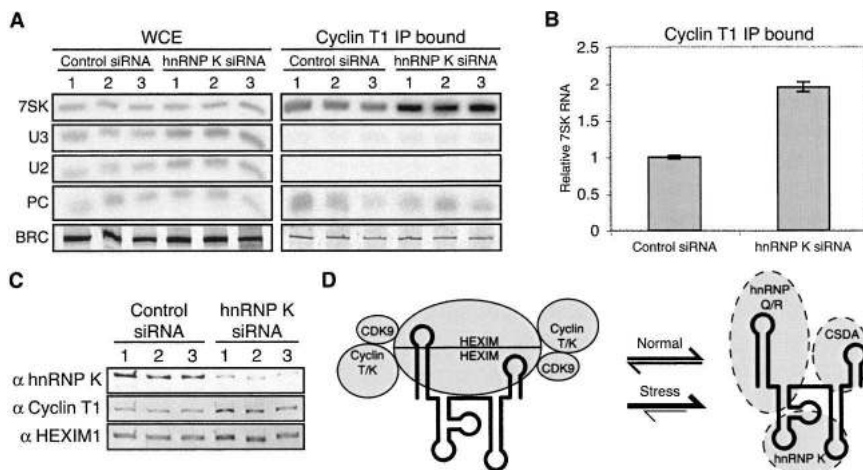 A
WCE
Cyclin T1 IP bound
Control siRNA hnRNP K siRNA
Control siRNA hnRNP K siRNA
1 2 3 1 2 3
1 2 3 1 2 3
7SK
U3
U2
PC
BRC
B
Cyclin T1 IP bound
Relative 7SK RNA
2.5
2
1.5
1
0.5
0
Control siRNA
hnRNP K siRNA
C
Control siRNA
hnRNP K siRNA
1 2 3 1 2 3
α hnRNP K
α Cyclin T1
α HEXIM1
D
CDK9
Cyclin T/K
HEXIM
HEXIM
Cyclin T/K
CDK9
Normal
Stress
hnRNP Q/R
CSDA
hnRNP K